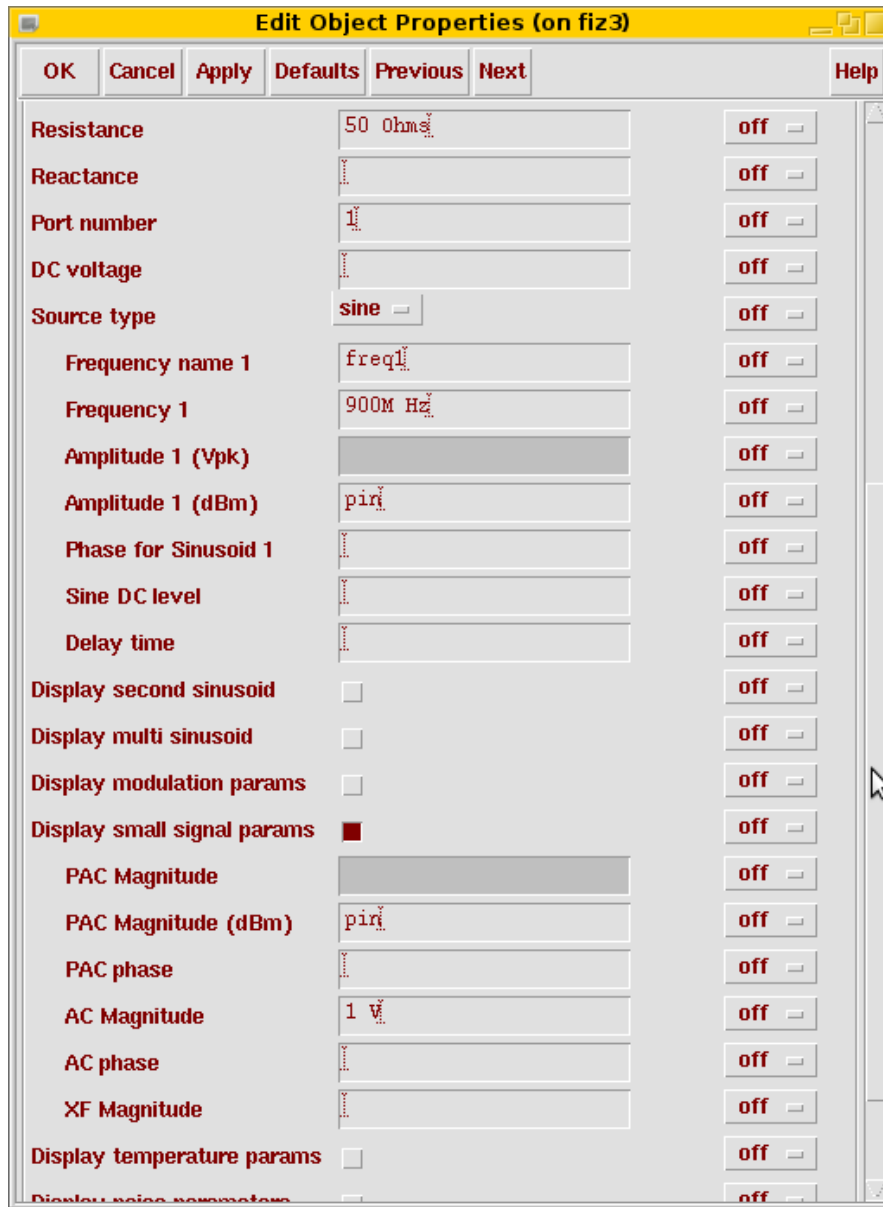 Edit Object Properties (on fiz3)
OK Cancel Apply Defaults Previous Next Help
Resistance 50 Ohms off
Reactance off
Port number 1 off
DC voltage off
Source type sine off
Frequency name 1 freq1 off
Frequency 1 900M Hz off
Amplitude 1 (Vpk) off
Amplitude 1 (dBm) pin off
Phase for Sinusoid 1 off
Sine DC level off
Delay time off
Display second sinusoid off
Display multi sinusoid off
Display modulation params off
Display small signal params off
PAC Magnitude off
PAC Magnitude (dBm) pin off
PAC phase off
AC Magnitude 1 V off
AC phase off
XF Magnitude off
Display temperature params off
Display noise parameters off